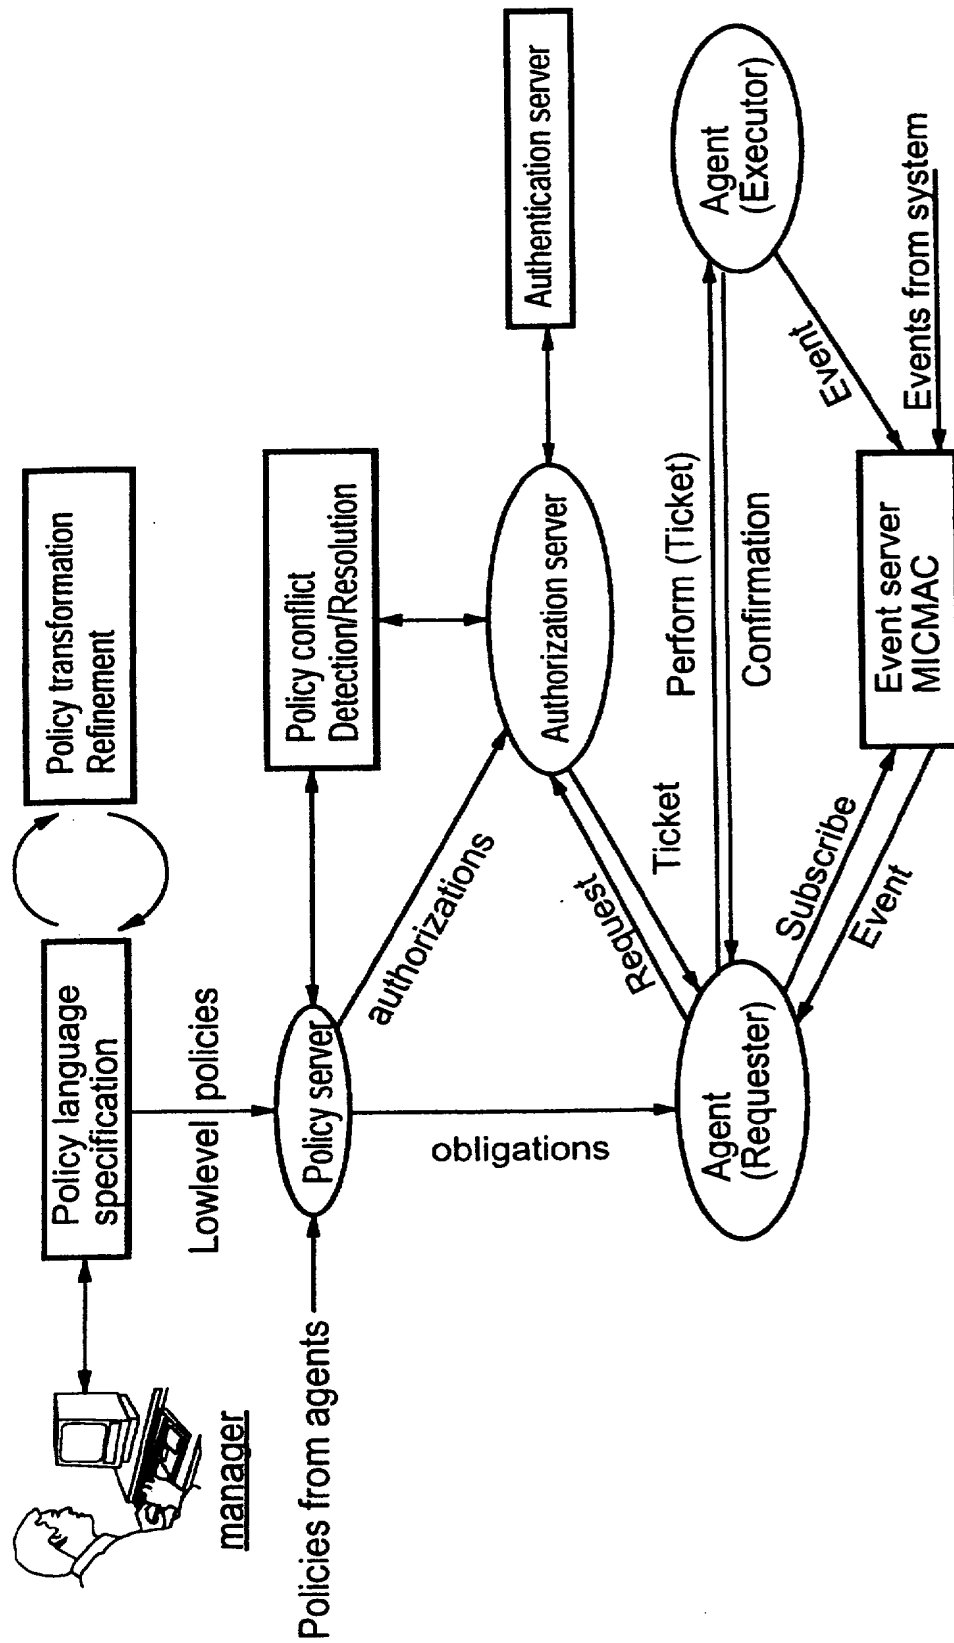 manager
Policy language
specification
Policy transformation
Refinement
Lowlevel policies
Policies from agents
Policy server
Policy conflict
Detection/Resolution
authorizations
obligations
Authorization server
Authentication server
Request
Ticket
Agent
(Requester)
Perform (Ticket)
Confirmation
Agent
(Executor)
Subscribe
Event
Event
Event server
MICMAC
Events from system